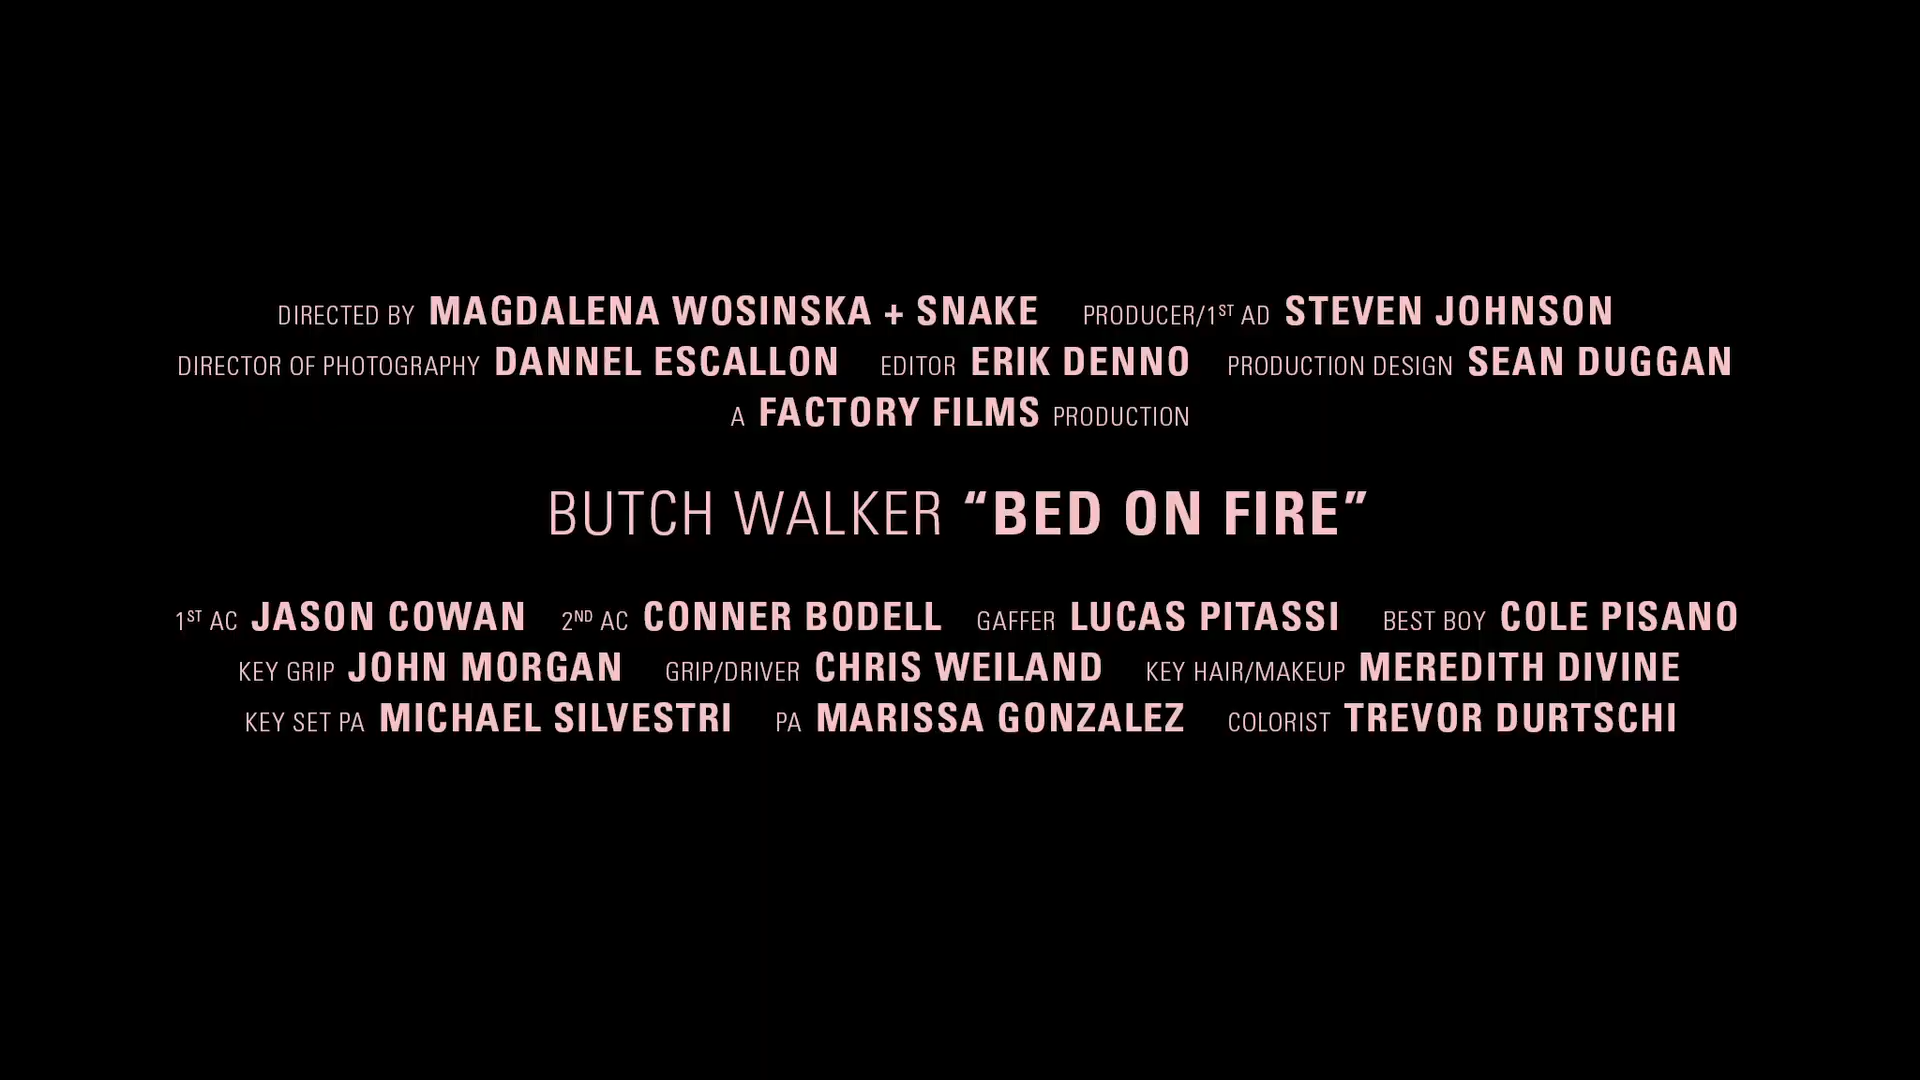 DIRECTED BY MAGDALENA WOSINSKA + SNAKE PRODUCER/1ST AD STEVEN JOHNSON
DIRECTOR OF PHOTOGRAPHY DANNEL ESCALLON EDITOR ERIK DENNO PRODUCTION DESIGN SEAN DUGGAN
A FACTORY FILMS PRODUCTION
BUTCH WALKER “BED ON FIRE”
1ST AC JASON COWAN 2ND AC CONNER BODELL GAFFER LUCAS PITASSI BEST BOY COLE PISANO
KEY GRIP JOHN MORGAN GRIP/DRIVER CHRIS WEILAND KEY HAIR/MAKEUP MEREDITH DIVINE
KEY SET PA MICHAEL SILVESTRI PA MARISSA GONZALEZ COLORIST TREVOR DURTSCHI